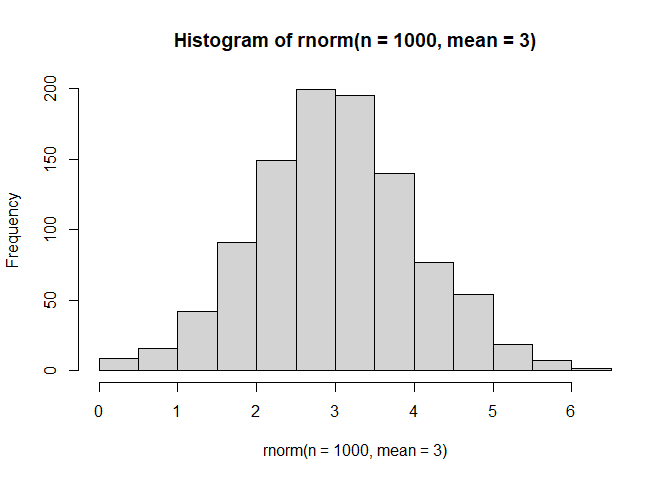 Histogram of rnorm(n = 1000, mean = 3)
Frequency
200
150
100
50
0
0 1 2 3 4 5 6
rnorm(n = 1000, mean = 3)